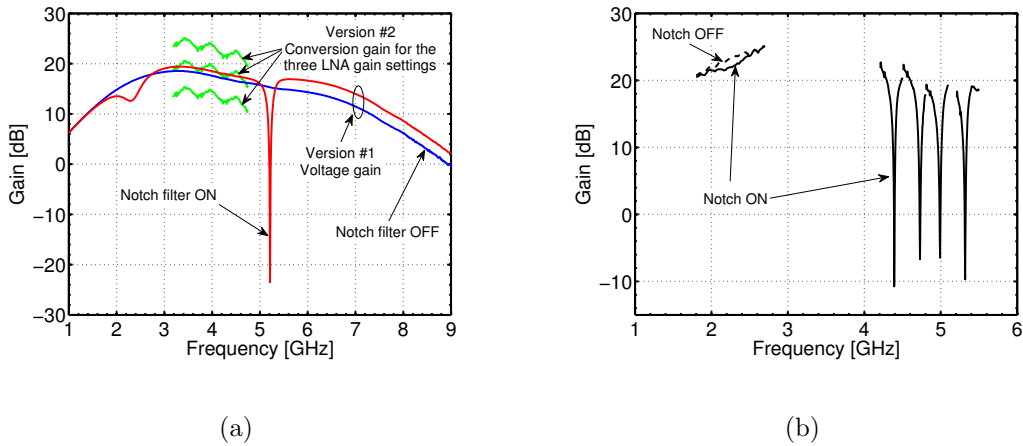 30
20
10
0
−10
−20
−30
1 2 3 4 5 6 7 8 9
Gain [dB]
Frequency [GHz]
Version #2
Conversion gain for the
three LNA gain settings
Version #1
Voltage gain
Notch filter ON
Notch filter OFF
(a)
30
20
10
0
−10
1 2 3 4 5 6
Gain [dB]
Frequency [GHz]
Notch OFF
Notch ON
(b)